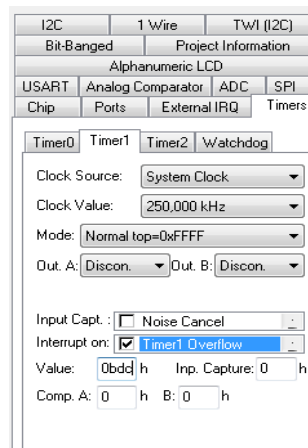 I2C 1 Wire TWI (I2C)
Bit-Banged Project Information
Alphanumeric LCD
USART Analog Comparator ADC SPI
Chip Ports External IRQ Timers
Timer0 Timer1 Timer2 Watchdog
Clock Source: System Clock
Clock Value: 250,000 kHz
Mode: Normal top=0xFFFF
Out. A: Discon. Out. B: Discon.
Input Capt. : Noise Cancel
Interrupt on: Timer1 Overflow
Value: 0bdc h Inp. Capture: 0 h
Comp. A: 0 h B: 0 h